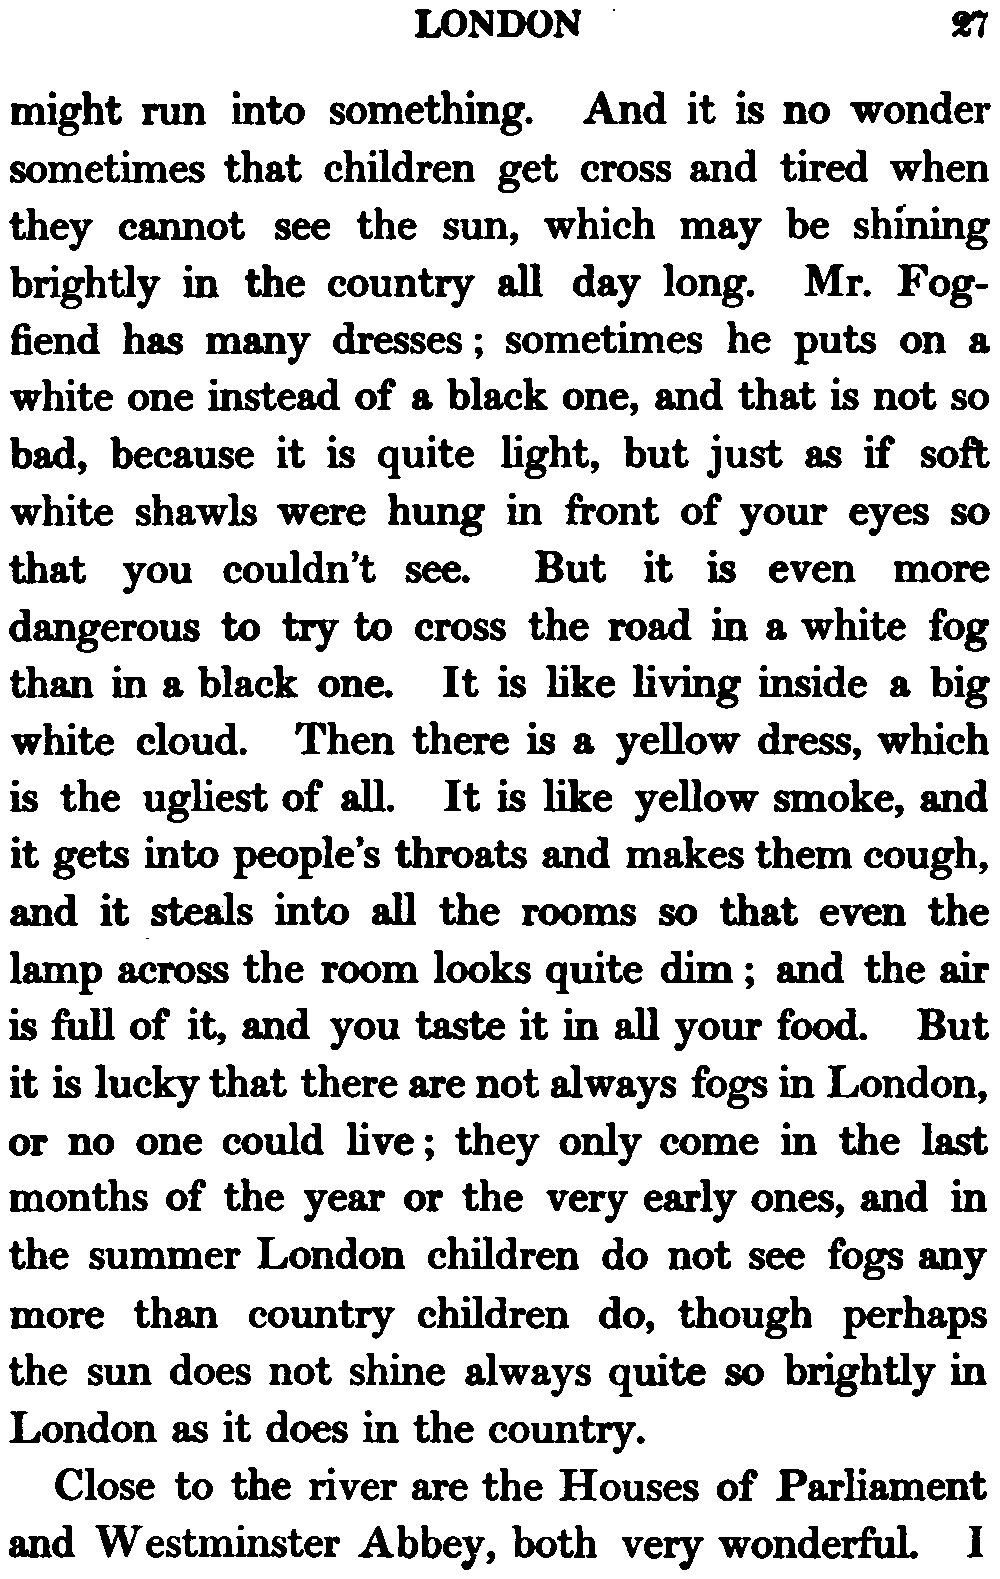 LONDON 27
might run into something. And it is no wonder
sometimes that children get cross and tired when
they cannot see the sun, which may be shining
brightly in the country all day long. Mr. Fog-
fiend has many dresses; sometimes he puts on a
white one instead of a black one, and that is not so
bad, because it is quite light, but just as if soft
white shawls were hung in front of your eyes so
that you couldn't see. But it is even more
dangerous to try to cross the road in a white fog
than in a black one. It is like living inside a big
white cloud. Then there is a yellow dress, which
is the ugliest of all. It is like yellow smoke, and
it gets into people's throats and makes them cough,
and it steals into all the rooms so that even the
lamp across the room looks quite dim; and the air
is full of it, and you taste it in all your food. But
it is lucky that there are not always fogs in London,
or no one could live; they only come in the last
months of the year or the very early ones, and in
the summer London children do not see fogs any
more than country children do, though perhaps
the sun does not shine always quite so brightly in
London as it does in the country.
Close to the river are the Houses of Parliament
and Westminster Abbey, both very wonderful. I